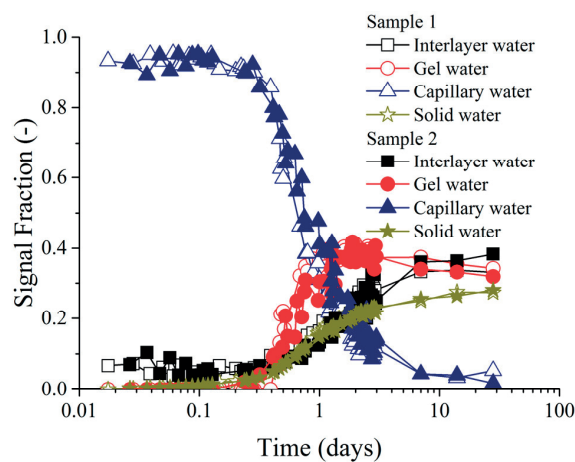 Sample 1
Interlayer water
Gel water
Capillary water
Solid water
Sample 2
Interlayer water
Gel water
Capillary water
Solid water
1.0
0.8
0.6
0.4
0.2
0.0
Signal Fraction (-)
0.01 0.1 1 10 100
Time (days)